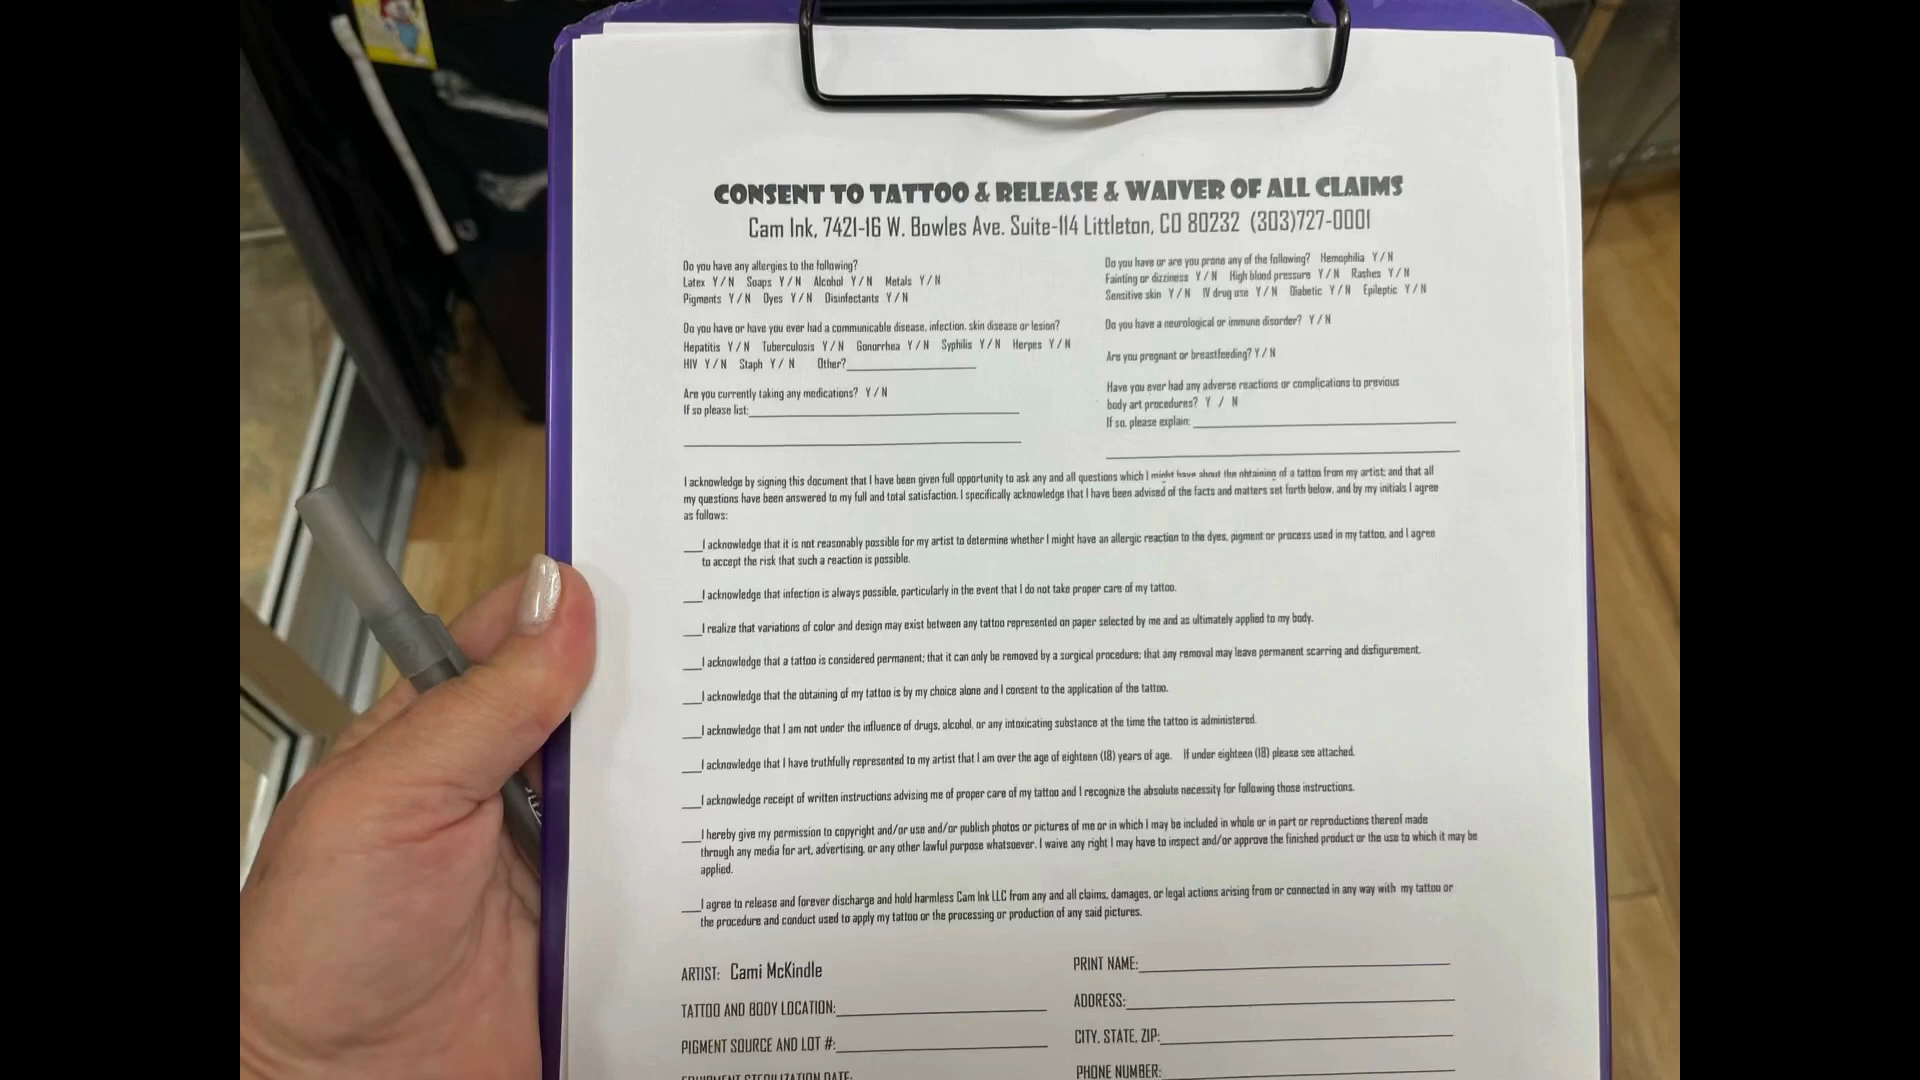 CONSENT TO TATTOO & RELEASE & WAIVER OF ALL CLAIMS
Cam Ink, 7421-16 W. Bowles Ave. Suite-114 Littleton, CO 80232 (303)727-0001
Do you have any allergies to the following?
Latex Y / N Soaps Y / N Alcohol Y / N Metals Y / N
Pigments Y / N Dyes Y / N Disinfectants Y / N
Do you have or have you ever had a communicable disease, infection, skin disease or lesion?
Hepatitis Y / N Tuberculosis Y / N Gonorrhea Y / N Syphilis Y / N Herpes Y / N
HIV Y / N Staph Y / N Other?
Are you currently taking any medications? Y / N
If so please list:
Do you have or are you prone any of the following? Hemophilia Y / N
Fainting or dizziness Y / N High blood pressure Y / N Rashes Y / N
Sensitive skin Y / N IV drug use Y / N Diabetic Y / N Epileptic Y / N
Do you have a neurological or immune disorder? Y / N
Are you pregnant or breastfeeding? Y / N
Have you ever had any adverse reactions or complications to previous
body art procedures? Y / N
If so, please explain:
I acknowledge by signing this document that I have been given full opportunity to ask any and all questions which I might have about the obtaining of a tattoo from my artist; and that all
my questions have been answered to my full and total satisfaction. I specifically acknowledge that I have been advised of the facts and matters set forth below, and by my initials I agree
as follows:
___I acknowledge that it is not reasonably possible for my artist to determine whether I might have an allergic reaction to the dyes, pigment or process used in my tattoo, and I agree
to accept the risk that such a reaction is possible.
___I acknowledge that infection is always possible, particularly in the event that I do not take proper care of my tattoo.
___I realize that variations of color and design may exist between any tattoo represented on paper selected by me and as ultimately applied to my body.
___I acknowledge that a tattoo is considered permanent; that it can only be removed by a surgical procedure; that any removal may leave permanent scarring and disfigurement.
___I acknowledge that the obtaining of my tattoo is by my choice alone and I consent to the application of the tattoo.
___I acknowledge that I am not under the influence of drugs, alcohol, or any intoxicating substance at the time the tattoo is administered.
___I acknowledge that I have truthfully represented to my artist that I am over the age of eighteen (18) years of age. If under eighteen (18) please see attached.
___I acknowledge receipt of written instructions advising me of proper care of my tattoo and I recognize the absolute necessity for following those instructions.
___I hereby give my permission to copyright and/or use and/or publish photos or pictures of me or in which I may be included in whole or in part or reproductions thereof made
through any media for art, advertising, or any other lawful purpose whatsoever. I waive any right I may have to inspect and/or approve the finished product or the use to which it may be
applied.
___I agree to release and forever discharge and hold harmless Cam Ink LLC from any and all claims, damages, or legal actions arising from or connected in any way with my tattoo or
the procedure and conduct used to apply my tattoo or the processing or production of any said pictures.
ARTIST: Cami McKindle
TATTOO AND BODY LOCATION:
PIGMENT SOURCE AND LOT #:
EQUIPMENT STERILIZATION DATE:
PRINT NAME:
ADDRESS:
CITY, STATE, ZIP:
PHONE NUMBER: